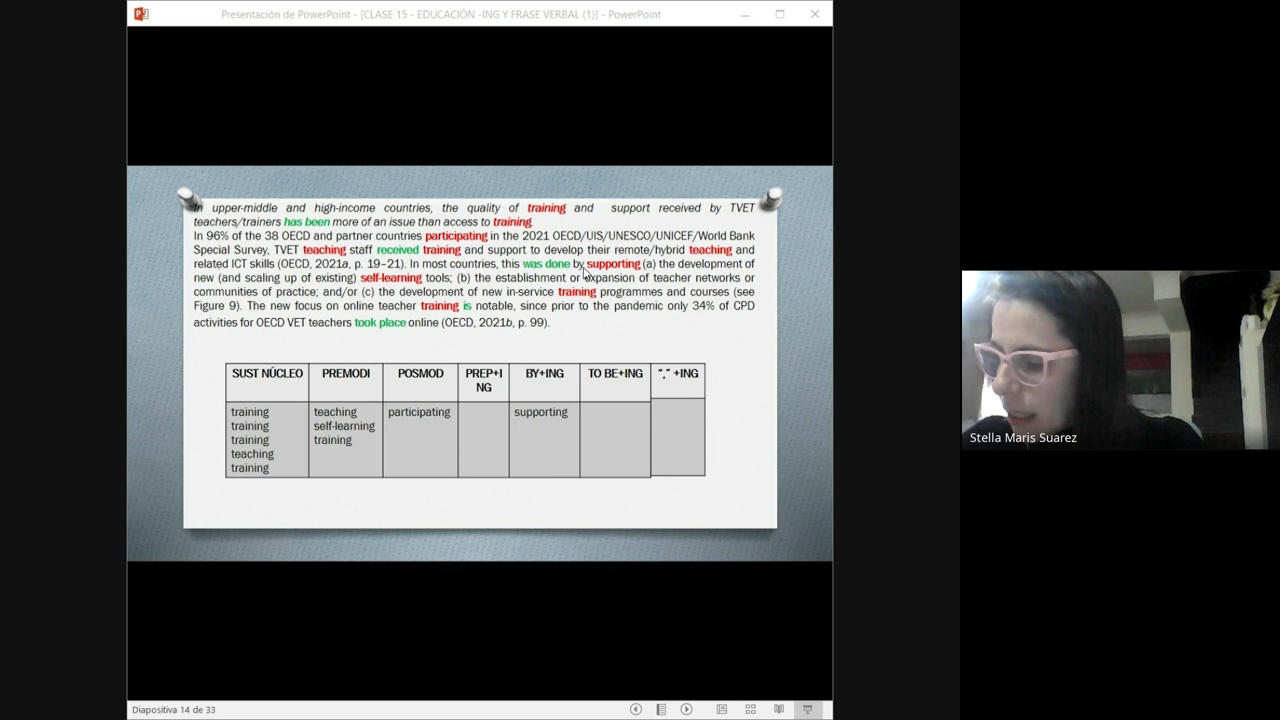 Presentación de PowerPoint - [CLASE 15 - EDUCACIÓN -ING Y FRASE VERBAL (1)] - PowerPoint
In upper-middle and high-income countries, the quality of training and support received by TVET
teachers/trainers has been more of an issue than access to training.
In 96% of the 38 OECD and partner countries participating in the 2021 OECD/UIS/UNESCO/UNICEF/World Bank
Special Survey, TVET teaching staff received training and support to develop their remote/hybrid teaching and
related ICT skills (OECD, 2021a, p. 19–21). In most countries, this was done by supporting (a) the development of
new (and scaling up of existing) self-learning tools; (b) the establishment or expansion of teacher networks or
communities of practice; and/or (c) the development of new in-service training programmes and courses (see
Figure 9). The new focus on online teacher training is notable, since prior to the pandemic only 34% of CPD
activities for OECD VET teachers took place online (OECD, 2021b, p. 99).
SUST NÚCLEO PREMODI POSMOD PREP+I BY+ING TO BE+ING “,” +ING
NG
training teaching participating supporting
training self-learning
training training
teaching
training
Stella Maris Suarez
Diapositiva 14 de 33